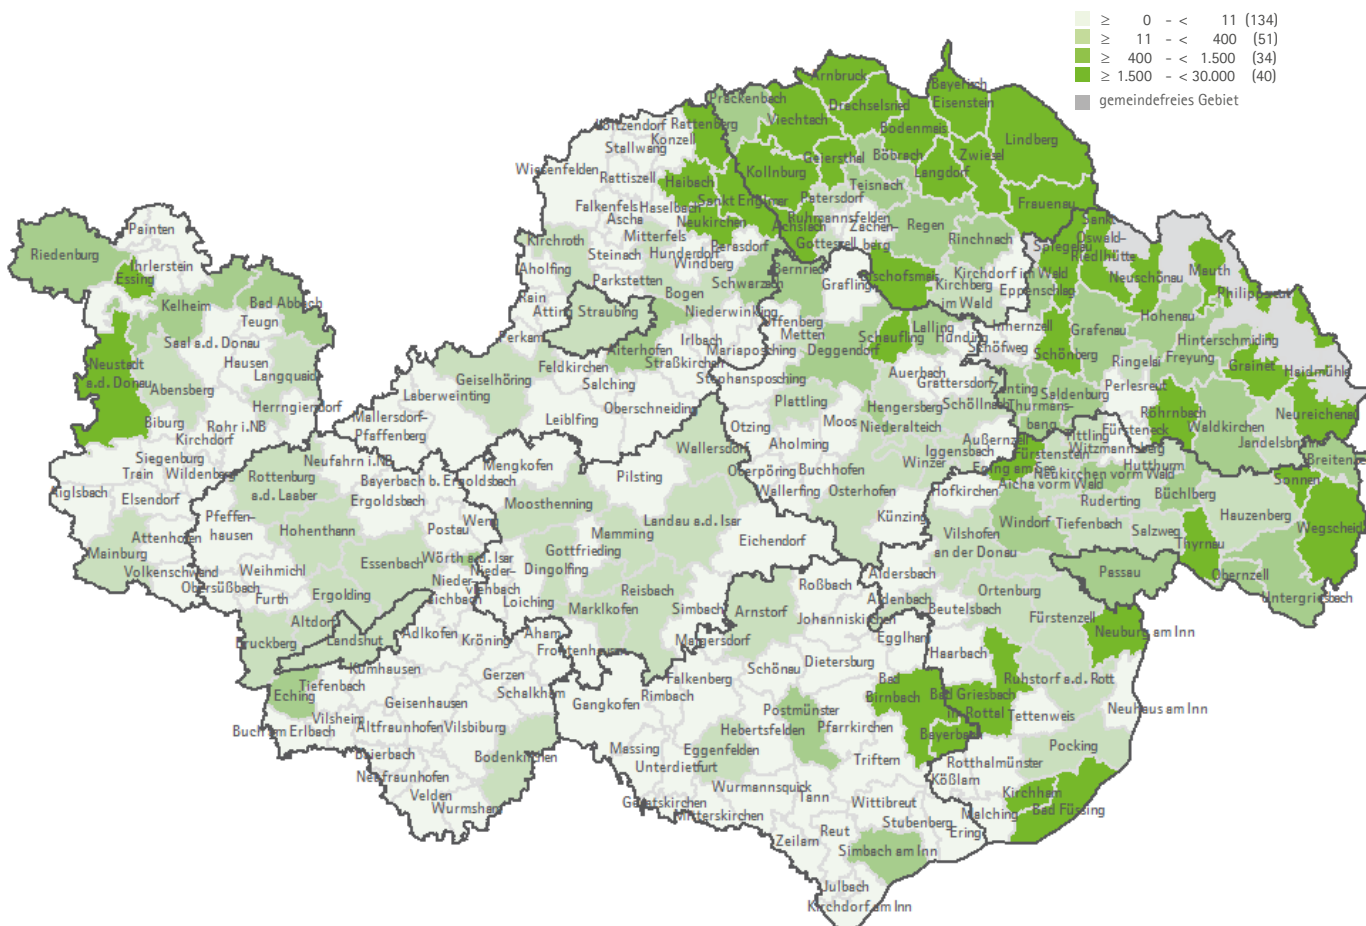 ≥ 0 - < 11 (134)
≥ 11 - < 400 (51)
≥ 400 - < 1.500 (34)
≥ 1.500 - < 30.000 (40)
gemeindefreies Gebiet
Arnbruck
Bayerisch
Eisenstein
Prackenbach
Drachselsried
Viechtach
Bodenmais
Lindberg
Rattenberg
Konzell
Stallwang
Geiersthal
Böbrach
Zwiesel
Langdorf
Wiesenfelden
Rattiszell
Haibach
Kollnburg
Teisnach
Patersdorf
Frauenau
Sankt Englmar
Falkenfels
Haselbach
Ascha
Neukirchen
Achslach
Ruhmannsfelden
Zachen-
berg
Regen
Rinchnach
Gotteszell
Painten
Riedenburg
Ihrlerstein
Essing
Kirchroth
Mitterfels
Hunderdorf
Perasdorf
Steinach
Windberg
Aholfing
Parkstetten
Schwarzach
Bernried
Grafling
Bischofsmais
Kirchdorf im Wald
Kirchberg
im Wald
Eppenschlag
Spiegelau
Sankt
Oswald-
Riedlhütte
Neuschönau
Mauth
Philippsreut
Kelheim
Bad Abbach
Teugn
Rain
Atting
Straubing
Bogen
Niederwinkling
Offenberg
Metten
Schaufling
Lalling
Hunding
Innernzell
Schöfweg
Grafenau
Hohenau
Hinterschmiding
Saal a.d. Donau
Perkam
Aiterhofen
Irlbach
Mariaposching
Straßkirchen
Deggendorf
Schönberg
Ringelai
Freyung
Grainet
Haidmühle
Neustadt
a.d. Donau
Hausen
Langquaid
Abensberg
Feldkirchen
Geiselhöring
Salching
Stephansposching
Auerbach
Grattersdorf
Zenting
Saldenburg
Perlesreut
Laberweinting
Herrngiersdorf
Biburg
Rohr i.NB
Kirchdorf
Mallersdorf-
Pfaffenberg
Leiblfing
Oberschneiding
Plattling
Hengersberg
Schöllnach
Thurmans-
bang
Röhrnbach
Neureichenau
Otzing
Moos
Niederalteich
Fürsteneck
Waldkirchen
Siegenburg
Train
Wildenberg
Neufahrn i.NB
Mengkofen
Wallersdorf
Aholming
Außernzell
Iggensbach
Tittling
Witzmannsberg
Fürstenstein
Hutthurm
Aiglsbach
Elsendorf
Rottenburg
a.d. Laaber
Bayerbach b. Ergoldsbach
Ergoldsbach
Pilsting
Oberpöring
Buchhofen
Winzer
Eging am See
Neukirchen vorm Wald
Aicha vorm Wald
Sonnen
Moosthenning
Wallerfing
Osterhofen
Hofkirchen
Ruderting
Büchlberg
Hauzenberg
Wegscheid
Pfeffen-
hausen
Hohenthann
Postau
Weng
Mamming
Landau a.d. Isar
Künzing
Windorf
Tiefenbach
Salzweg
Attenhofen
Mainburg
Vilshofen
an der Donau
Eichendorf
Thyrnau
Volkenschwand
Obersüßbach
Weihmichl
Essenbach
Wörth a.d. Isar
Gottfrieding
Dingolfing
Nieder-
viehbach
Aldersbach
Passau
Obernzell
Furth
Ergolding
Loiching
Reisbach
Roßbach
Aidenbach
Ortenburg
Untergriesbach
Altdorf
Marklkofen
Simbach
Arnstorf
Johanniskirchen
Beutelsbach
Fürstenzell
Bruckberg
Landshut
Adlkofen
Kröning
Aham
Frontenhausen
Egglham
Neuburg am Inn
Kumhausen
Dietersburg
Haarbach
Eching
Tiefenbach
Gerzen
Schalkham
Schönau
Falkenberg
Rimbach
Ruhstorf a.d. Rott
Geisenhausen
Gangkofen
Bad
Birnbach
Bad Griesbach
i. Rottal
Tettenweis
Neuhaus am Inn
Vilsheim
Altfraunhofen
Vilsbiburg
Postmünster
Hebertsfelden
Pfarrkirchen
Buch am Erlbach
Bayerbach
Baierbach
Bodenkirchen
Massing
Eggenfelden
Unterdietfurt
Triftern
Pocking
Rotthalmünster
Neufraunhofen
Kößlarn
Kirchham
Velden
Wurmsham
Wurmannsquick
Tann
Wittibreut
Stubenberg
Malching
Bad Füssing
Geratskirchen
Mitterskirchen
Ering
Reut
Zeilarn
Simbach am Inn
Julbach
Kirchdorf am Inn